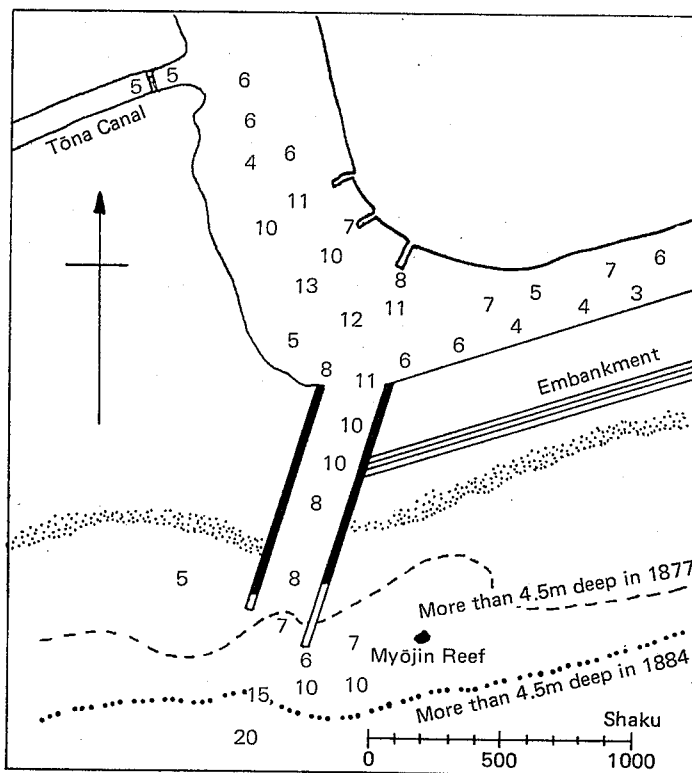 5 5 6
Tōna Canal
6
4 6
11
10 7
10
8
13
12 11
7 5 7 6
4 4 3
5
8 11 6 6
Embankment
10
10
8
5 8
More than 4.5m deep in 1877
7
6 7
Myōjin Reef
15 10 10
More than 4.5m deep in 1884
20
Shaku
0 500 1000